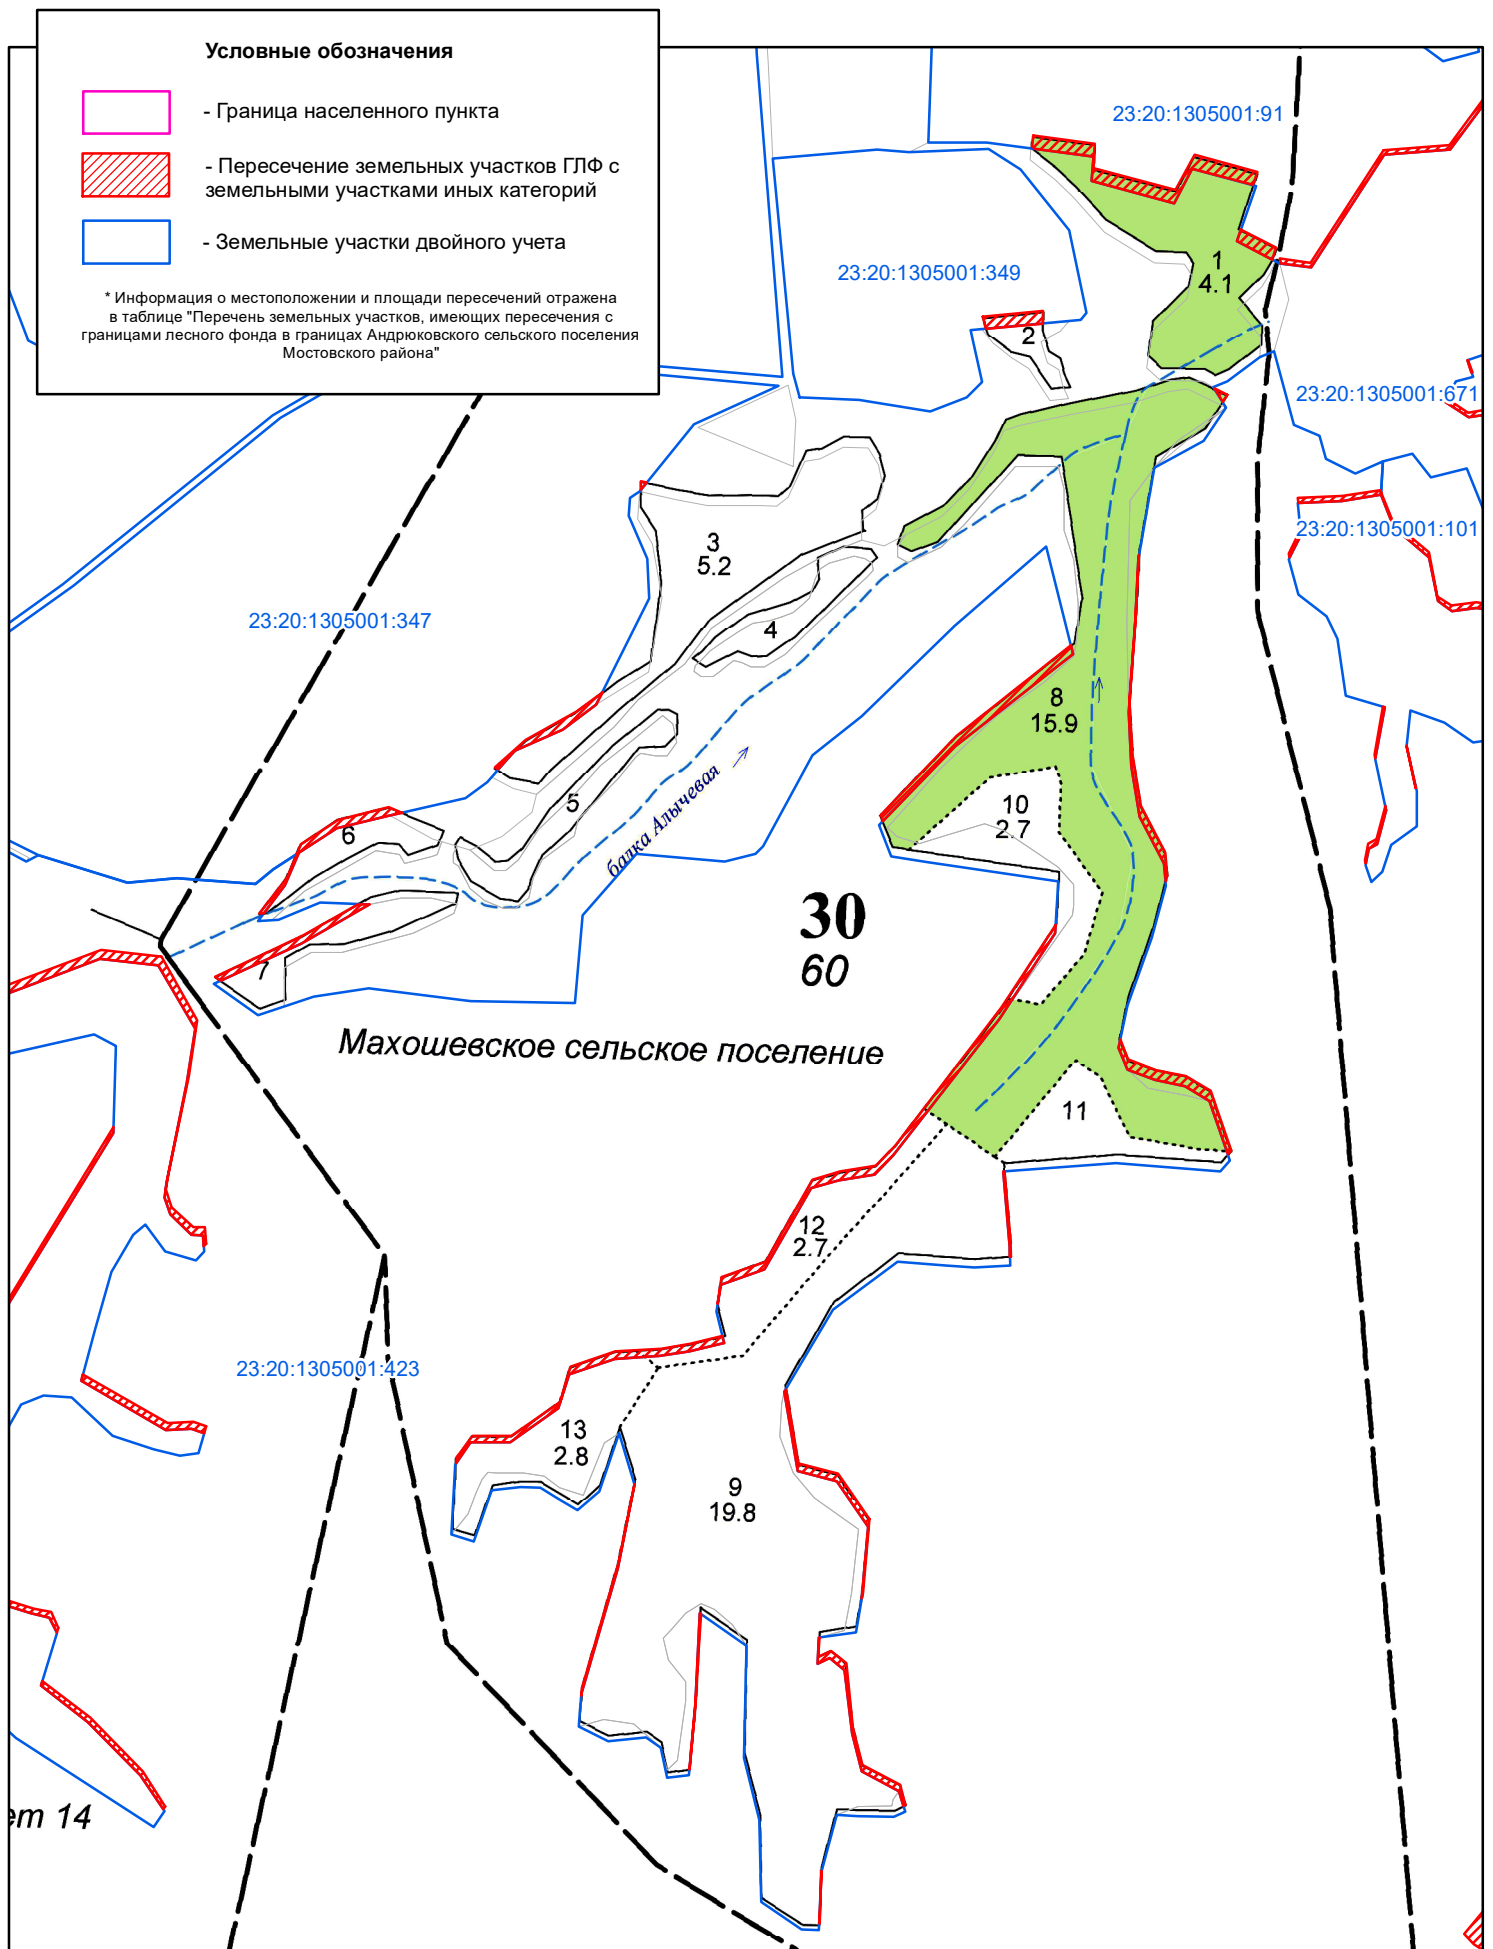 Условные обозначения
- Граница населенного пункта
- Пересечение земельных участков ГЛФ с
земельными участками иных категорий
- Земельные участки двойного учета
* Информация о местоположении и площади пересечений отражена
в таблице "Перечень земельных участков, имеющих пересечения с
границами лесного фонда в границах Андрюковского сельского поселения
Мостовского района"
23:20:1305001:91
1
4.1
23:20:1305001:349
2
23:20:1305001:671
23:20:1305001:101
3
5.2
23:20:1305001:347
4
8
15.9
5
балка Алычевая
10
2.7
6
30
60
7
Махошевское сельское поселение
11
12
2.7
23:20:1305001:423
13
2.8
9
19.8
ет 14